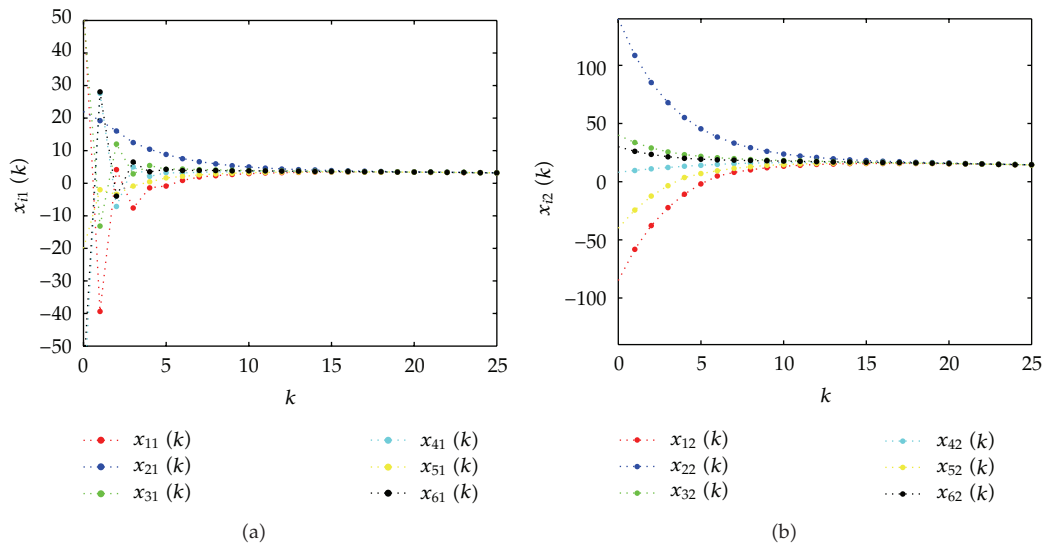 50
40
30
20
10
0
−10
−20
−30
−40
−50
x_{i1} (k)
0 5 10 15 20 25
k
x_{11} (k)
x_{21} (k)
x_{31} (k)
x_{41} (k)
x_{51} (k)
x_{61} (k)
(a)
100
50
0
−50
−100
x_{i2} (k)
0 5 10 15 20 25
k
x_{12} (k)
x_{22} (k)
x_{32} (k)
x_{42} (k)
x_{52} (k)
x_{62} (k)
(b)